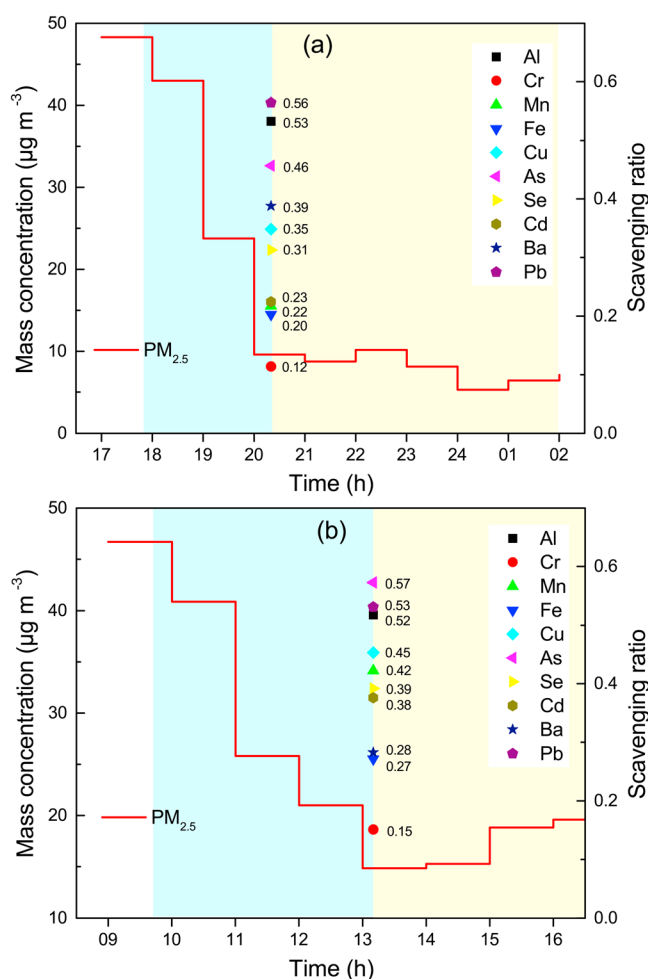 (a)
50
40
30
20
10
0
Mass concentration (µg m⁻³)
0.6
0.4
0.2
0.0
Scavenging ratio
Al
Cr
Mn
Fe
Cu
As
Se
Cd
Ba
Pb
0.56
0.53
0.46
0.39
0.35
0.31
0.23
0.22
0.20
0.12
PM2.5
17 18 19 20 21 22 23 24 01 02
Time (h)
(b)
50
40
30
20
10
Mass concentration (µg m⁻³)
0.6
0.4
0.2
0.0
Scavenging ratio
Al
Cr
Mn
Fe
Cu
As
Se
Cd
Ba
Pb
0.57
0.53
0.52
0.45
0.42
0.39
0.38
0.28
0.27
0.15
PM2.5
09 10 11 12 13 14 15 16
Time (h)